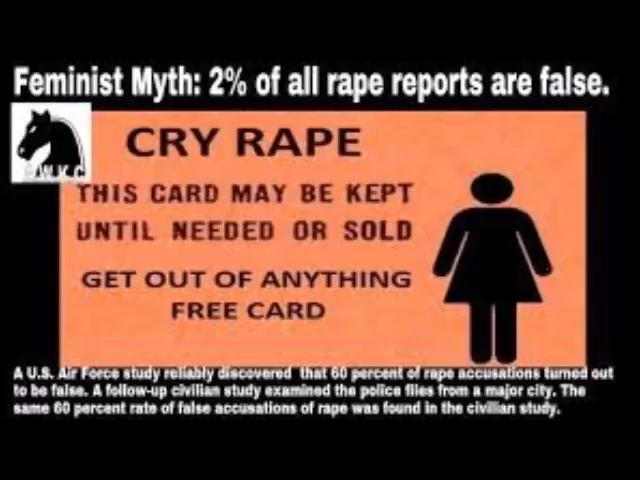 Feminist Myth: 2% of all rape reports are false.
CRY RAPE
THIS CARD MAY BE KEPT
UNTIL NEEDED OR SOLD
GET OUT OF ANYTHING
FREE CARD
A U.S. Air Force study reliably discovered that 60 percent of rape accusations turned out
to be false. A follow-up civilian study examined the police files from a major city. The
same 60 percent rate of false accusations of rape was found in the civilian study.